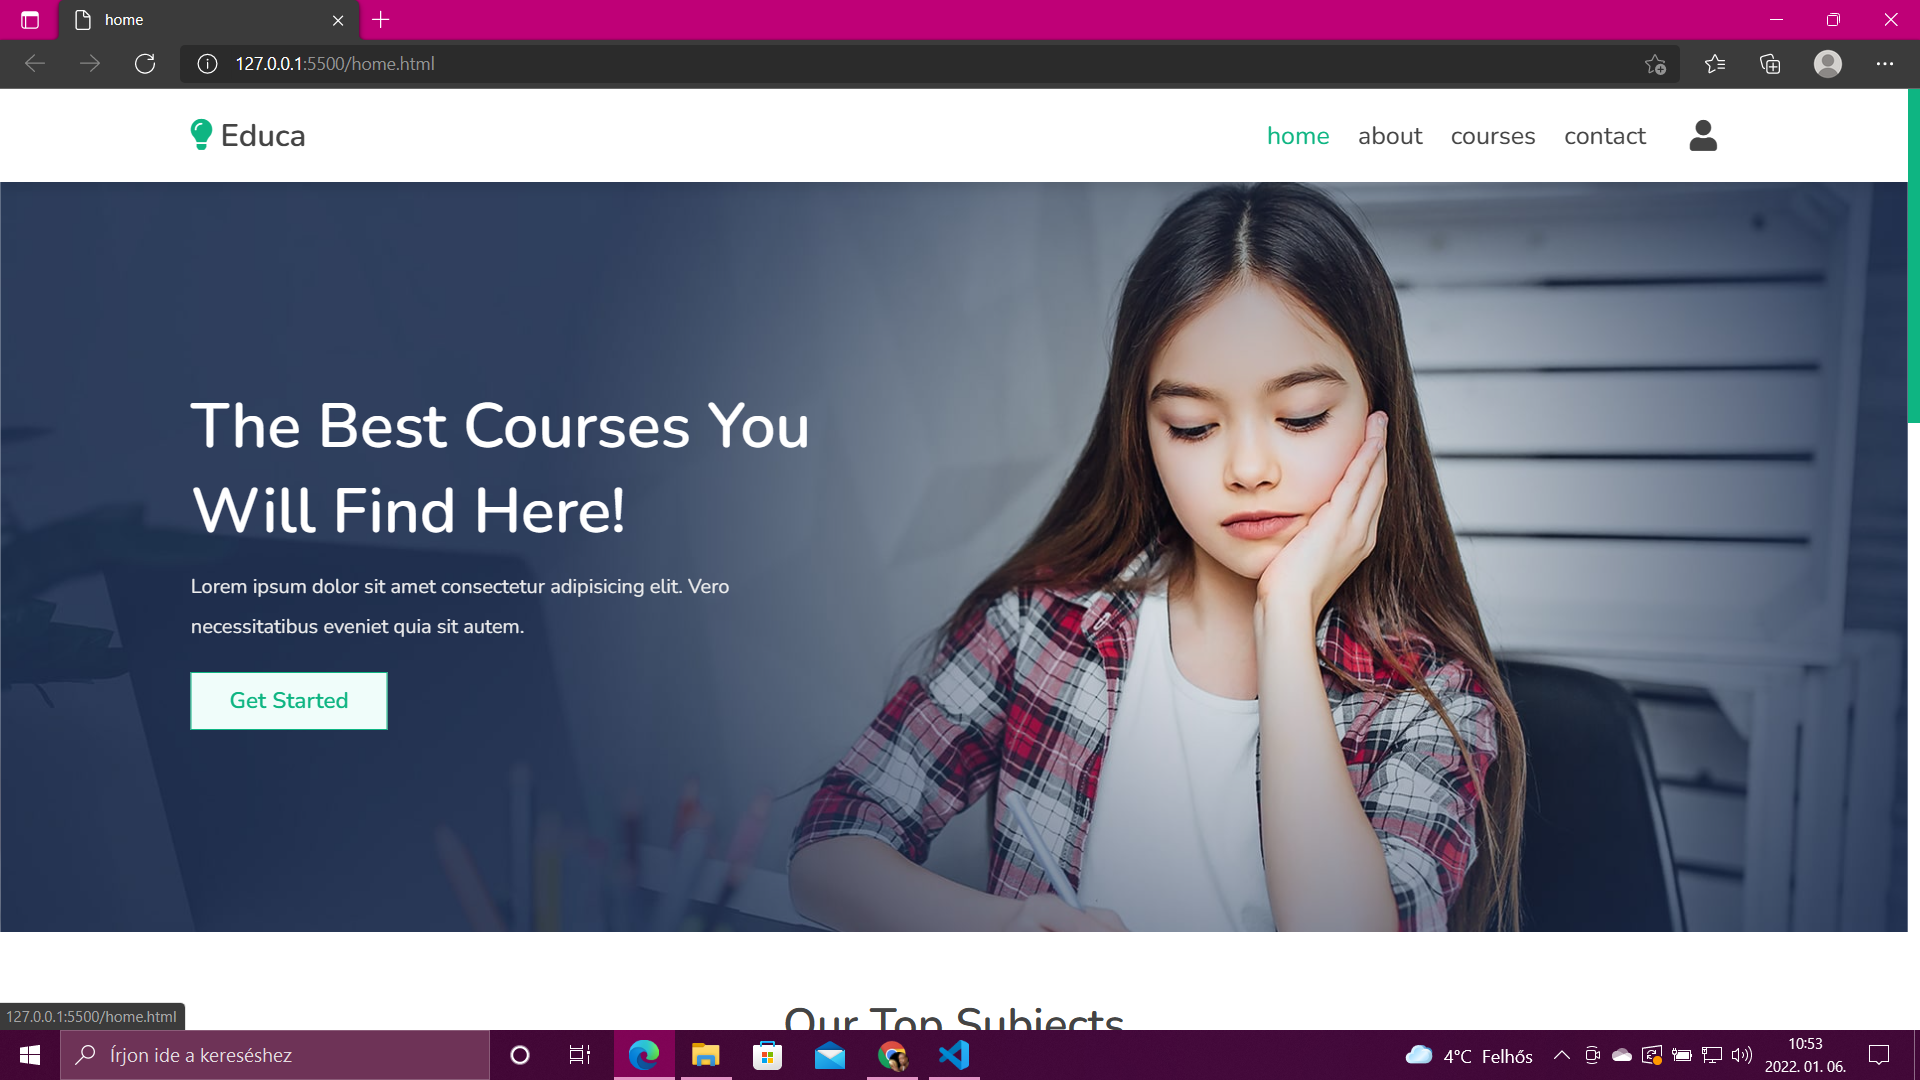 home
127.0.0.1:5500/home.html
Educa
home about courses contact
The Best Courses You
Will Find Here!
Lorem ipsum dolor sit amet consectetur adipisicing elit. Vero
necessitatibus eveniet quia sit autem.
Get Started
Our Top Subjects
127.0.0.1:5500/home.html
Írjon ide a kereséshez
4°C Felhős
10:53
2022. 01. 06.